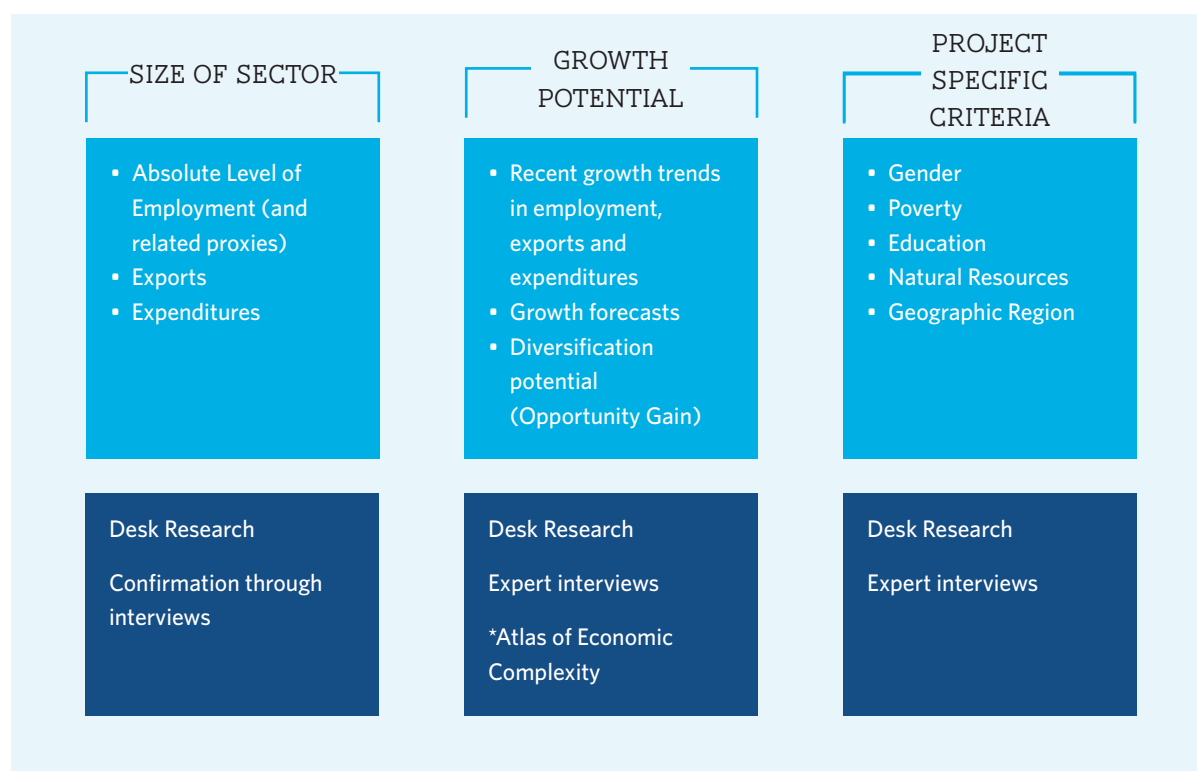 SIZE OF SECTOR
▪ Absolute Level of
Employment (and
related proxies)
▪ Exports
▪ Expenditures
Desk Research
Confirmation through
interviews
GROWTH
POTENTIAL
▪ Recent growth trends
in employment,
exports and
expenditures
▪ Growth forecasts
▪ Diversification
potential
(Opportunity Gain)
Desk Research
Expert interviews
*Atlas of Economic
Complexity
PROJECT
SPECIFIC
CRITERIA
▪ Gender
▪ Poverty
▪ Education
▪ Natural Resources
▪ Geographic Region
Desk Research
Expert interviews